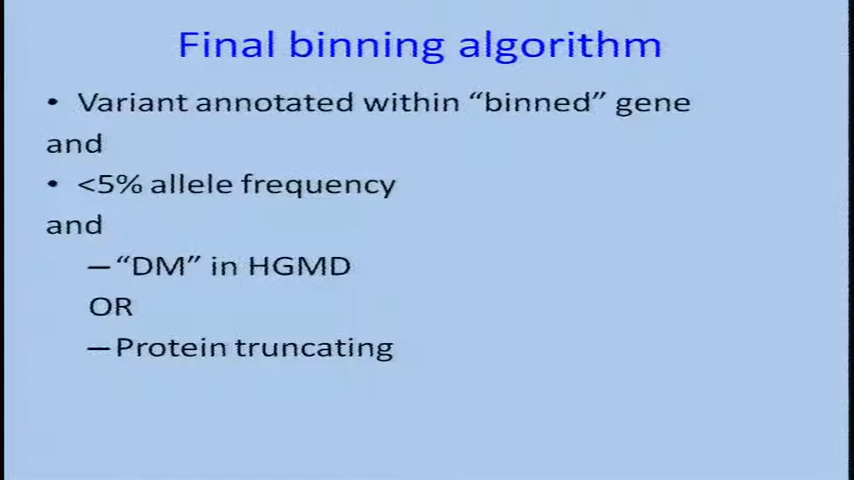 Final binning algorithm
• Variant annotated within “binned” gene
and
• <5% allele frequency
and
– “DM” in HGMD
OR
– Protein truncating